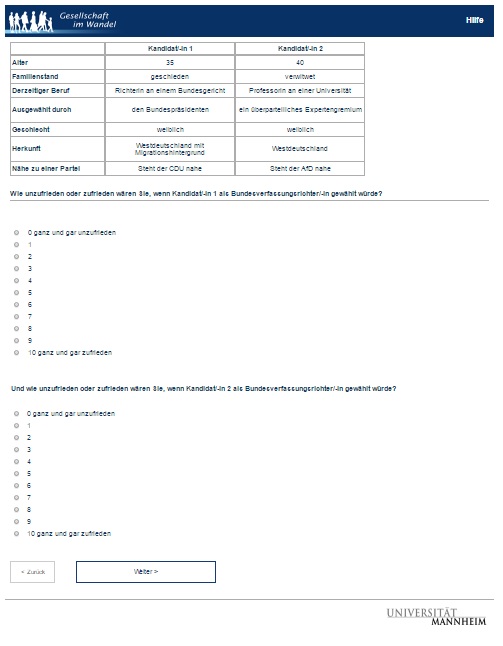 Gesellschaft
im Wandel
Hilfe
Kandidat/-in 1 Kandidat/-in 2
Alter 35 40
Familienstand geschieden verwitwet
Derzeitiger Beruf Richterin an einem Bundesgericht Professorin an einer Universität
Ausgewählt durch den Bundespräsidenten ein überparteiliches Expertengremium
Geschlecht weiblich weiblich
Herkunft Westdeutschland mit Migrationshintergrund Westdeutschland
Nähe zu einer Partei Steht der CDU nahe Steht der AfD nahe
Wie unzufrieden oder zufrieden wären Sie, wenn Kandidat/-in 1 als Bundesverfassungsrichter/-in gewählt würde?
0 ganz und gar unzufrieden
1
2
3
4
5
6
7
8
9
10 ganz und gar zufrieden
Und wie unzufrieden oder zufrieden wären Sie, wenn Kandidat/-in 2 als Bundesverfassungsrichter/-in gewählt würde?
0 ganz und gar unzufrieden
1
2
3
4
5
6
7
8
9
10 ganz und gar zufrieden
< Zurück Weiter >
UNIVERSITÄT
MANNHEIM